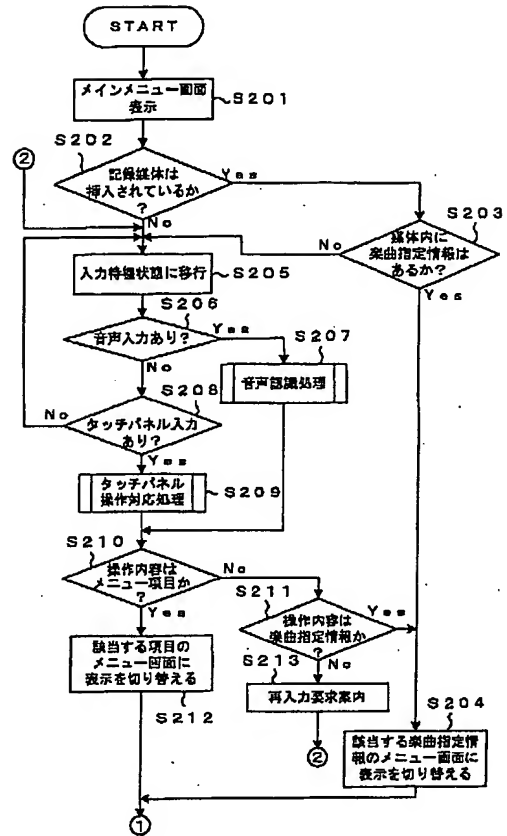 START
メインメニュー画面
表示
S201
S202
②
記録媒体は
挿入されているか
?
Yes
No
S203
媒体内に
楽曲指定情報は
あるか?
No
Yes
入力待機状態に移行
S205
S206
音声入力あり?
Yes
No
S207
音声認識処理
S208
タッチパネル入力
あり?
No
Yes
タッチパネル
操作対応処理
S209
S210
操作内容は
メニュー項目か
?
No
Yes
S211
操作内容は
楽曲指定情報か
?
Yes
No
該当する項目の
メニュー画面に
表示を切り替える
S212
S213
再入力要求案内
②
S204
該当する楽曲指定情
報のメニュー画面に
表示を切り替える
①